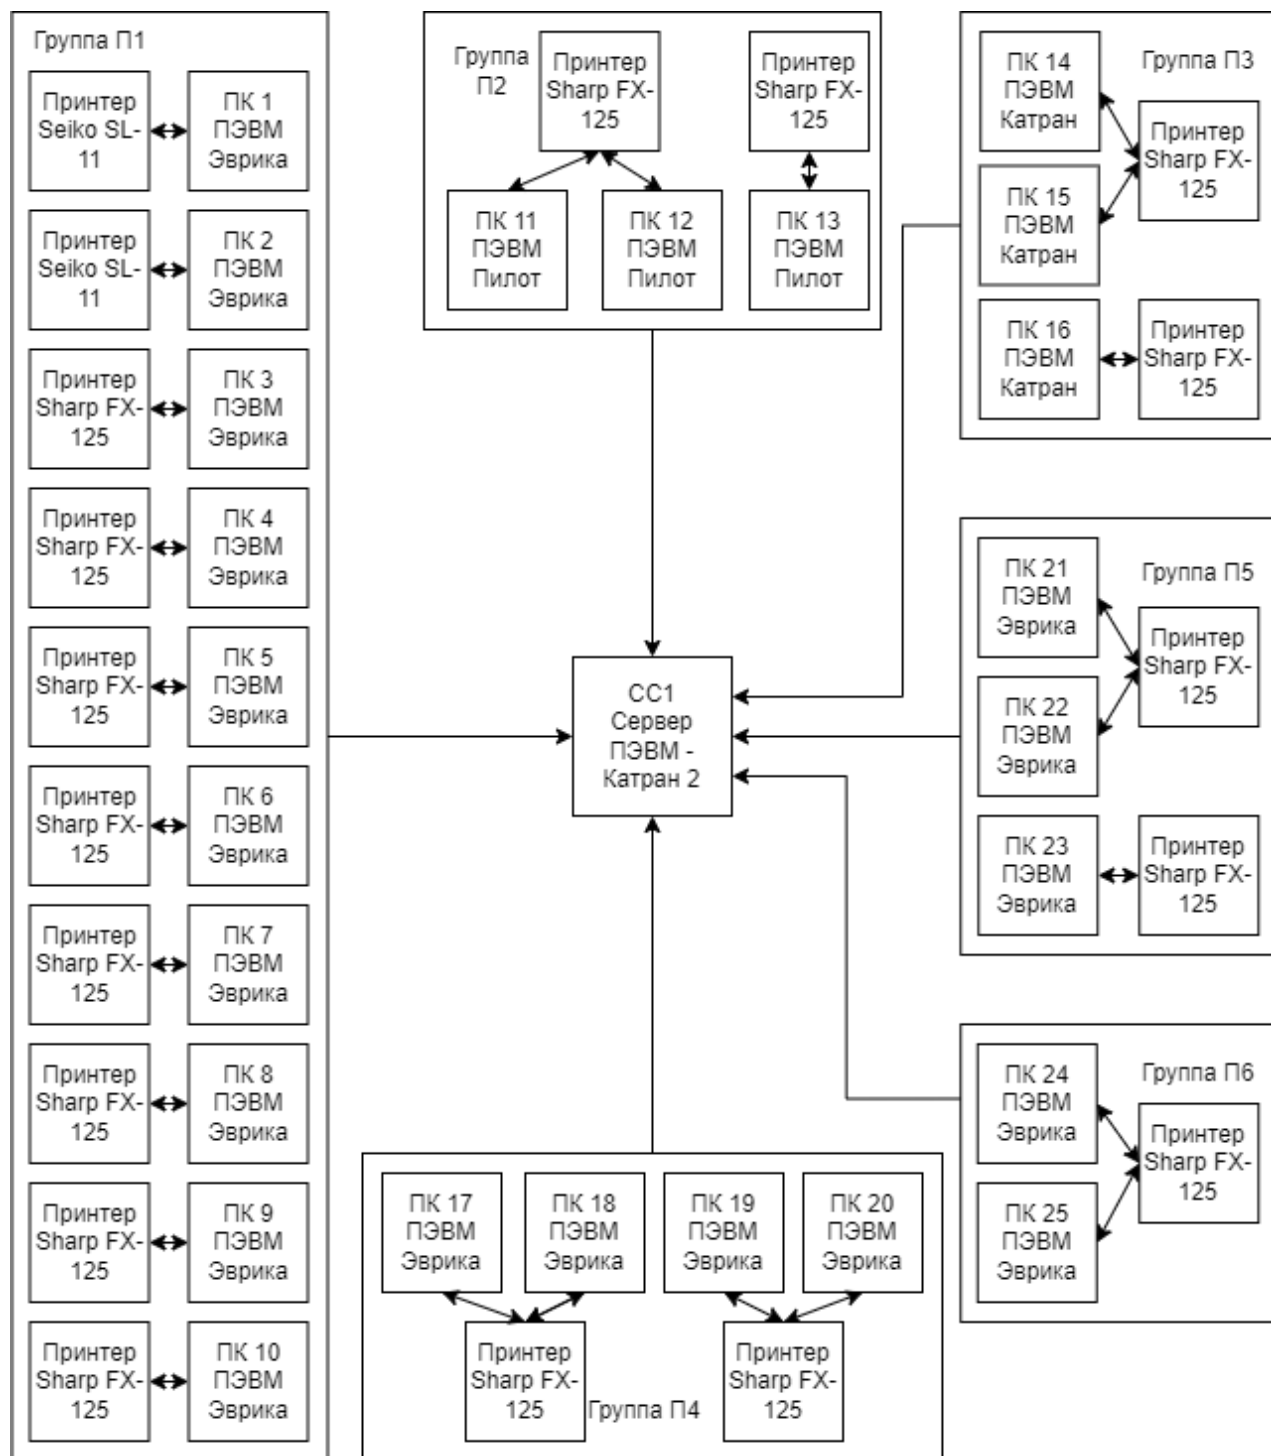 Группа П1
Принтер
Seiko SL-
11
ПК 1
ПЭВМ
Эврика
Принтер
Seiko SL-
11
ПК 2
ПЭВМ
Эврика
Принтер
Sharp FX-
125
ПК 3
ПЭВМ
Эврика
Принтер
Sharp FX-
125
ПК 4
ПЭВМ
Эврика
Принтер
Sharp FX-
125
ПК 5
ПЭВМ
Эврика
Принтер
Sharp FX-
125
ПК 6
ПЭВМ
Эврика
Принтер
Sharp FX-
125
ПК 7
ПЭВМ
Эврика
Принтер
Sharp FX-
125
ПК 8
ПЭВМ
Эврика
Принтер
Sharp FX-
125
ПК 9
ПЭВМ
Эврика
Принтер
Sharp FX-
125
ПК 10
ПЭВМ
Эврика
Группа
П2
Принтер
Sharp FX-
125
Принтер
Sharp FX-
125
ПК 11
ПЭВМ
Пилот
ПК 12
ПЭВМ
Пилот
ПК 13
ПЭВМ
Пилот
СС1
Сервер
ПЭВМ -
Катран 2
ПК 17
ПЭВМ
Эврика
ПК 18
ПЭВМ
Эврика
ПК 19
ПЭВМ
Эврика
ПК 20
ПЭВМ
Эврика
Принтер
Sharp FX-
125
Группа П4
Принтер
Sharp FX-
125
ПК 14
ПЭВМ
Катран
Группа П3
Принтер
Sharp FX-
125
ПК 15
ПЭВМ
Катран
ПК 16
ПЭВМ
Катран
Принтер
Sharp FX-
125
ПК 21
ПЭВМ
Эврика
Группа П5
Принтер
Sharp FX-
125
ПК 22
ПЭВМ
Эврика
ПК 23
ПЭВМ
Эврика
Принтер
Sharp FX-
125
ПК 24
ПЭВМ
Эврика
Группа П6
Принтер
Sharp FX-
125
ПК 25
ПЭВМ
Эврика